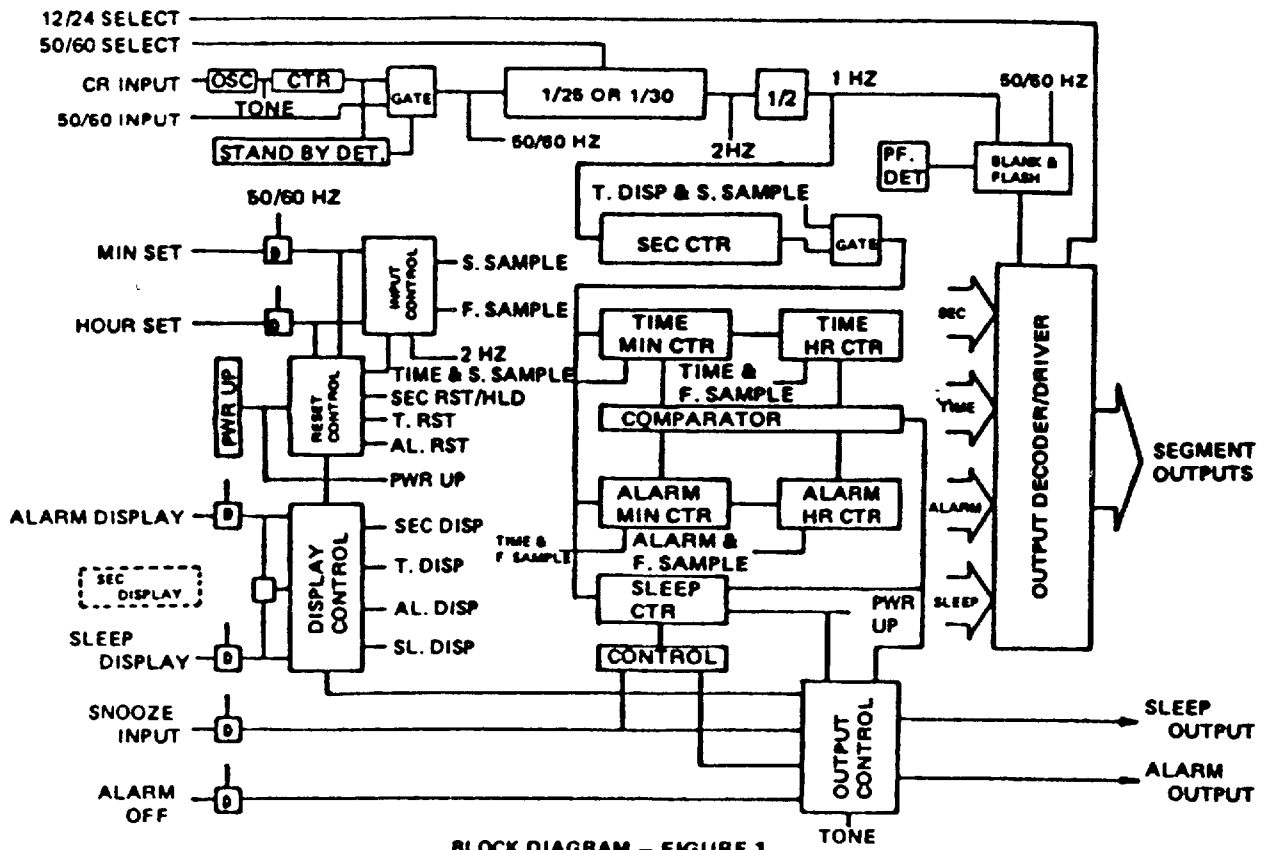 12/24 SELECT
50/60 SELECT
CR INPUT
OSC
CTR
TONE
50/60 INPUT
GATE
STAND BY DET.
50/60 HZ
1/25 OR 1/30
1/2
2HZ
1 HZ
50/60 HZ
PF.
DET
BLANK &
FLASH
50/60 HZ
MIN SET
D
HOUR SET
D
INPUT
CONTROL
S. SAMPLE
F. SAMPLE
2 HZ
T. DISP & S. SAMPLE
SEC CTR
GATE
PWR UP
RESET
CONTROL
TIME & S. SAMPLE
SEC RST/HLD
T. RST
AL. RST
PWR UP
TIME
MIN CTR
TIME
HR CTR
TIME &
F. SAMPLE
COMPARATOR
ALARM
MIN CTR
ALARM
HR CTR
TIME &
F SAMPLE
ALARM &
F. SAMPLE
SLEEP
CTR
PWR
UP
CONTROL
SEC
TIME
ALARM
SLEEP
OUTPUT DECODER/DRIVER
SEGMENT
OUTPUTS
ALARM DISPLAY
D
SEC
DISPLAY
SLEEP
DISPLAY
D
DISPLAY
CONTROL
SEC DISP
T. DISP
AL. DISP
SL. DISP
SNOOZE
INPUT
D
ALARM
OFF
D
OUTPUT
CONTROL
TONE
SLEEP
OUTPUT
ALARM
OUTPUT
BLOCK DIAGRAM – FIGURE 1